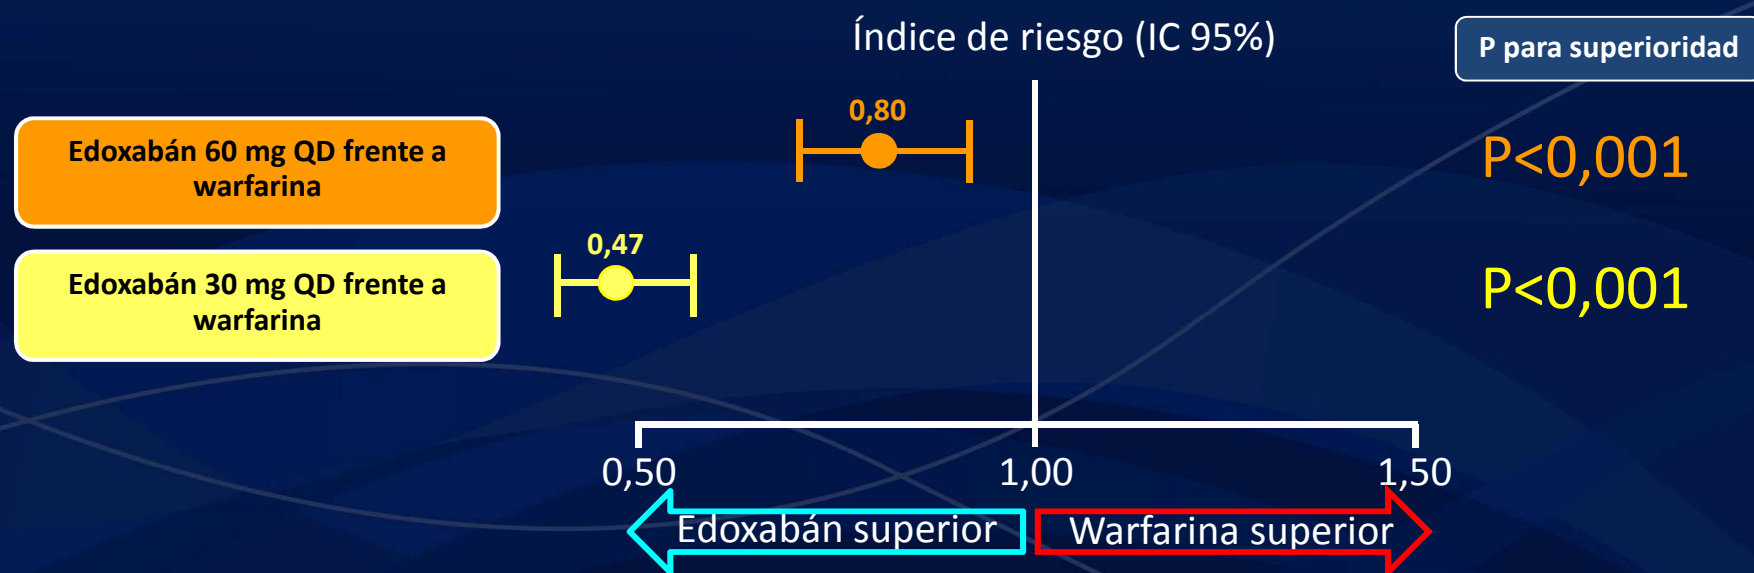 Índice de riesgo (IC 95%)
P para superioridad
Edoxabán 60 mg QD frente a
warfarina
0,80
P<0,001
Edoxabán 30 mg QD frente a
warfarina
0,47
P<0,001
0,50
1,00
1,50
Edoxabán superior
Warfarina superior